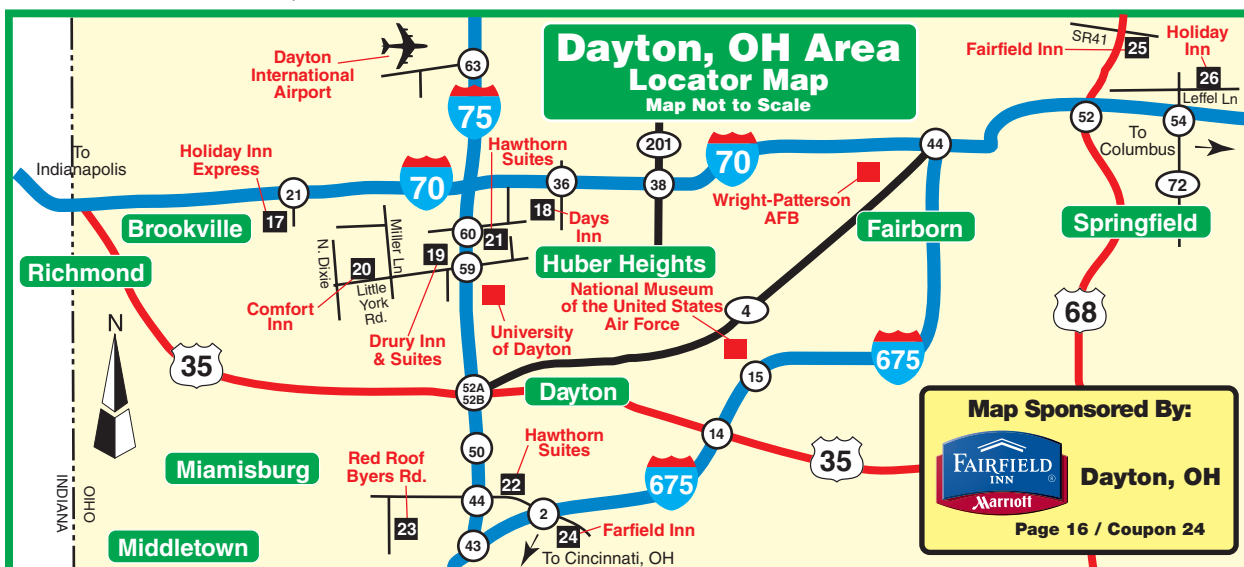 Dayton, OH Area
Locator Map
Map Not to Scale
Dayton
International
Airport
63
75
SR41
Fairfield Inn
25
Holiday
Inn
26
Leffel Ln
52
54
To
Columbus
72
To
Indianapolis
Holiday Inn
Express
21
17
70
Hawthorn
Suites
36
201
38
70
44
Wright-Patterson
AFB
Brookville
Richmond
N. Dixie
Miller Ln
60
21
18
Days
Inn
19
59
20
Little
York
Rd.
Comfort
Inn
Drury Inn
& Suites
University
of Dayton
Huber Heights
Fairborn
Springfield
National Museum
of the United States
Air Force
4
68
N
35
52A
52B
Dayton
15
675
14
35
50
Miamisburg
Red Roof
Byers Rd.
Hawthorn
Suites
22
675
44
2
23
24
Farfield Inn
43
To Cincinnati, OH
Middletown
INDIANA
OIHO
Map Sponsored By:
FAIRFIELD
INN
®
Marriott
Dayton, OH
Page 16 / Coupon 24